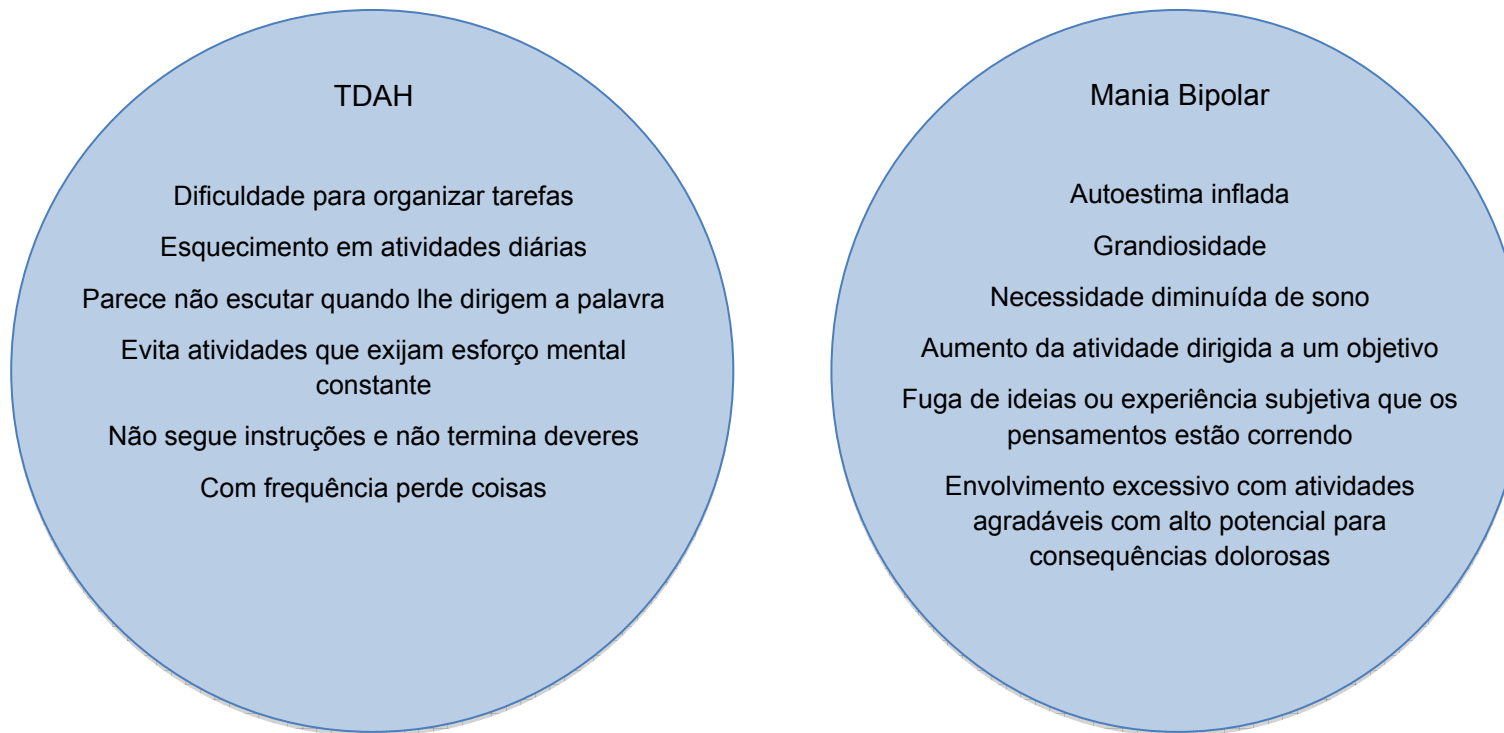 TDAH
Dificuldade para organizar tarefas
Esquecimento em atividades diárias
Parece não escutar quando lhe dirigem a palavra
Evita atividades que exijam esforço mental
constante
Não segue instruções e não termina deveres
Com frequência perde coisas
Mania Bipolar
Autoestima inflada
Grandiosidade
Necessidade diminuída de sono
Aumento da atividade dirigida a um objetivo
Fuga de ideias ou experiência subjetiva que os
pensamentos estão correndo
Envolvimento excessivo com atividades
agradáveis com alto potencial para
consequências dolorosas